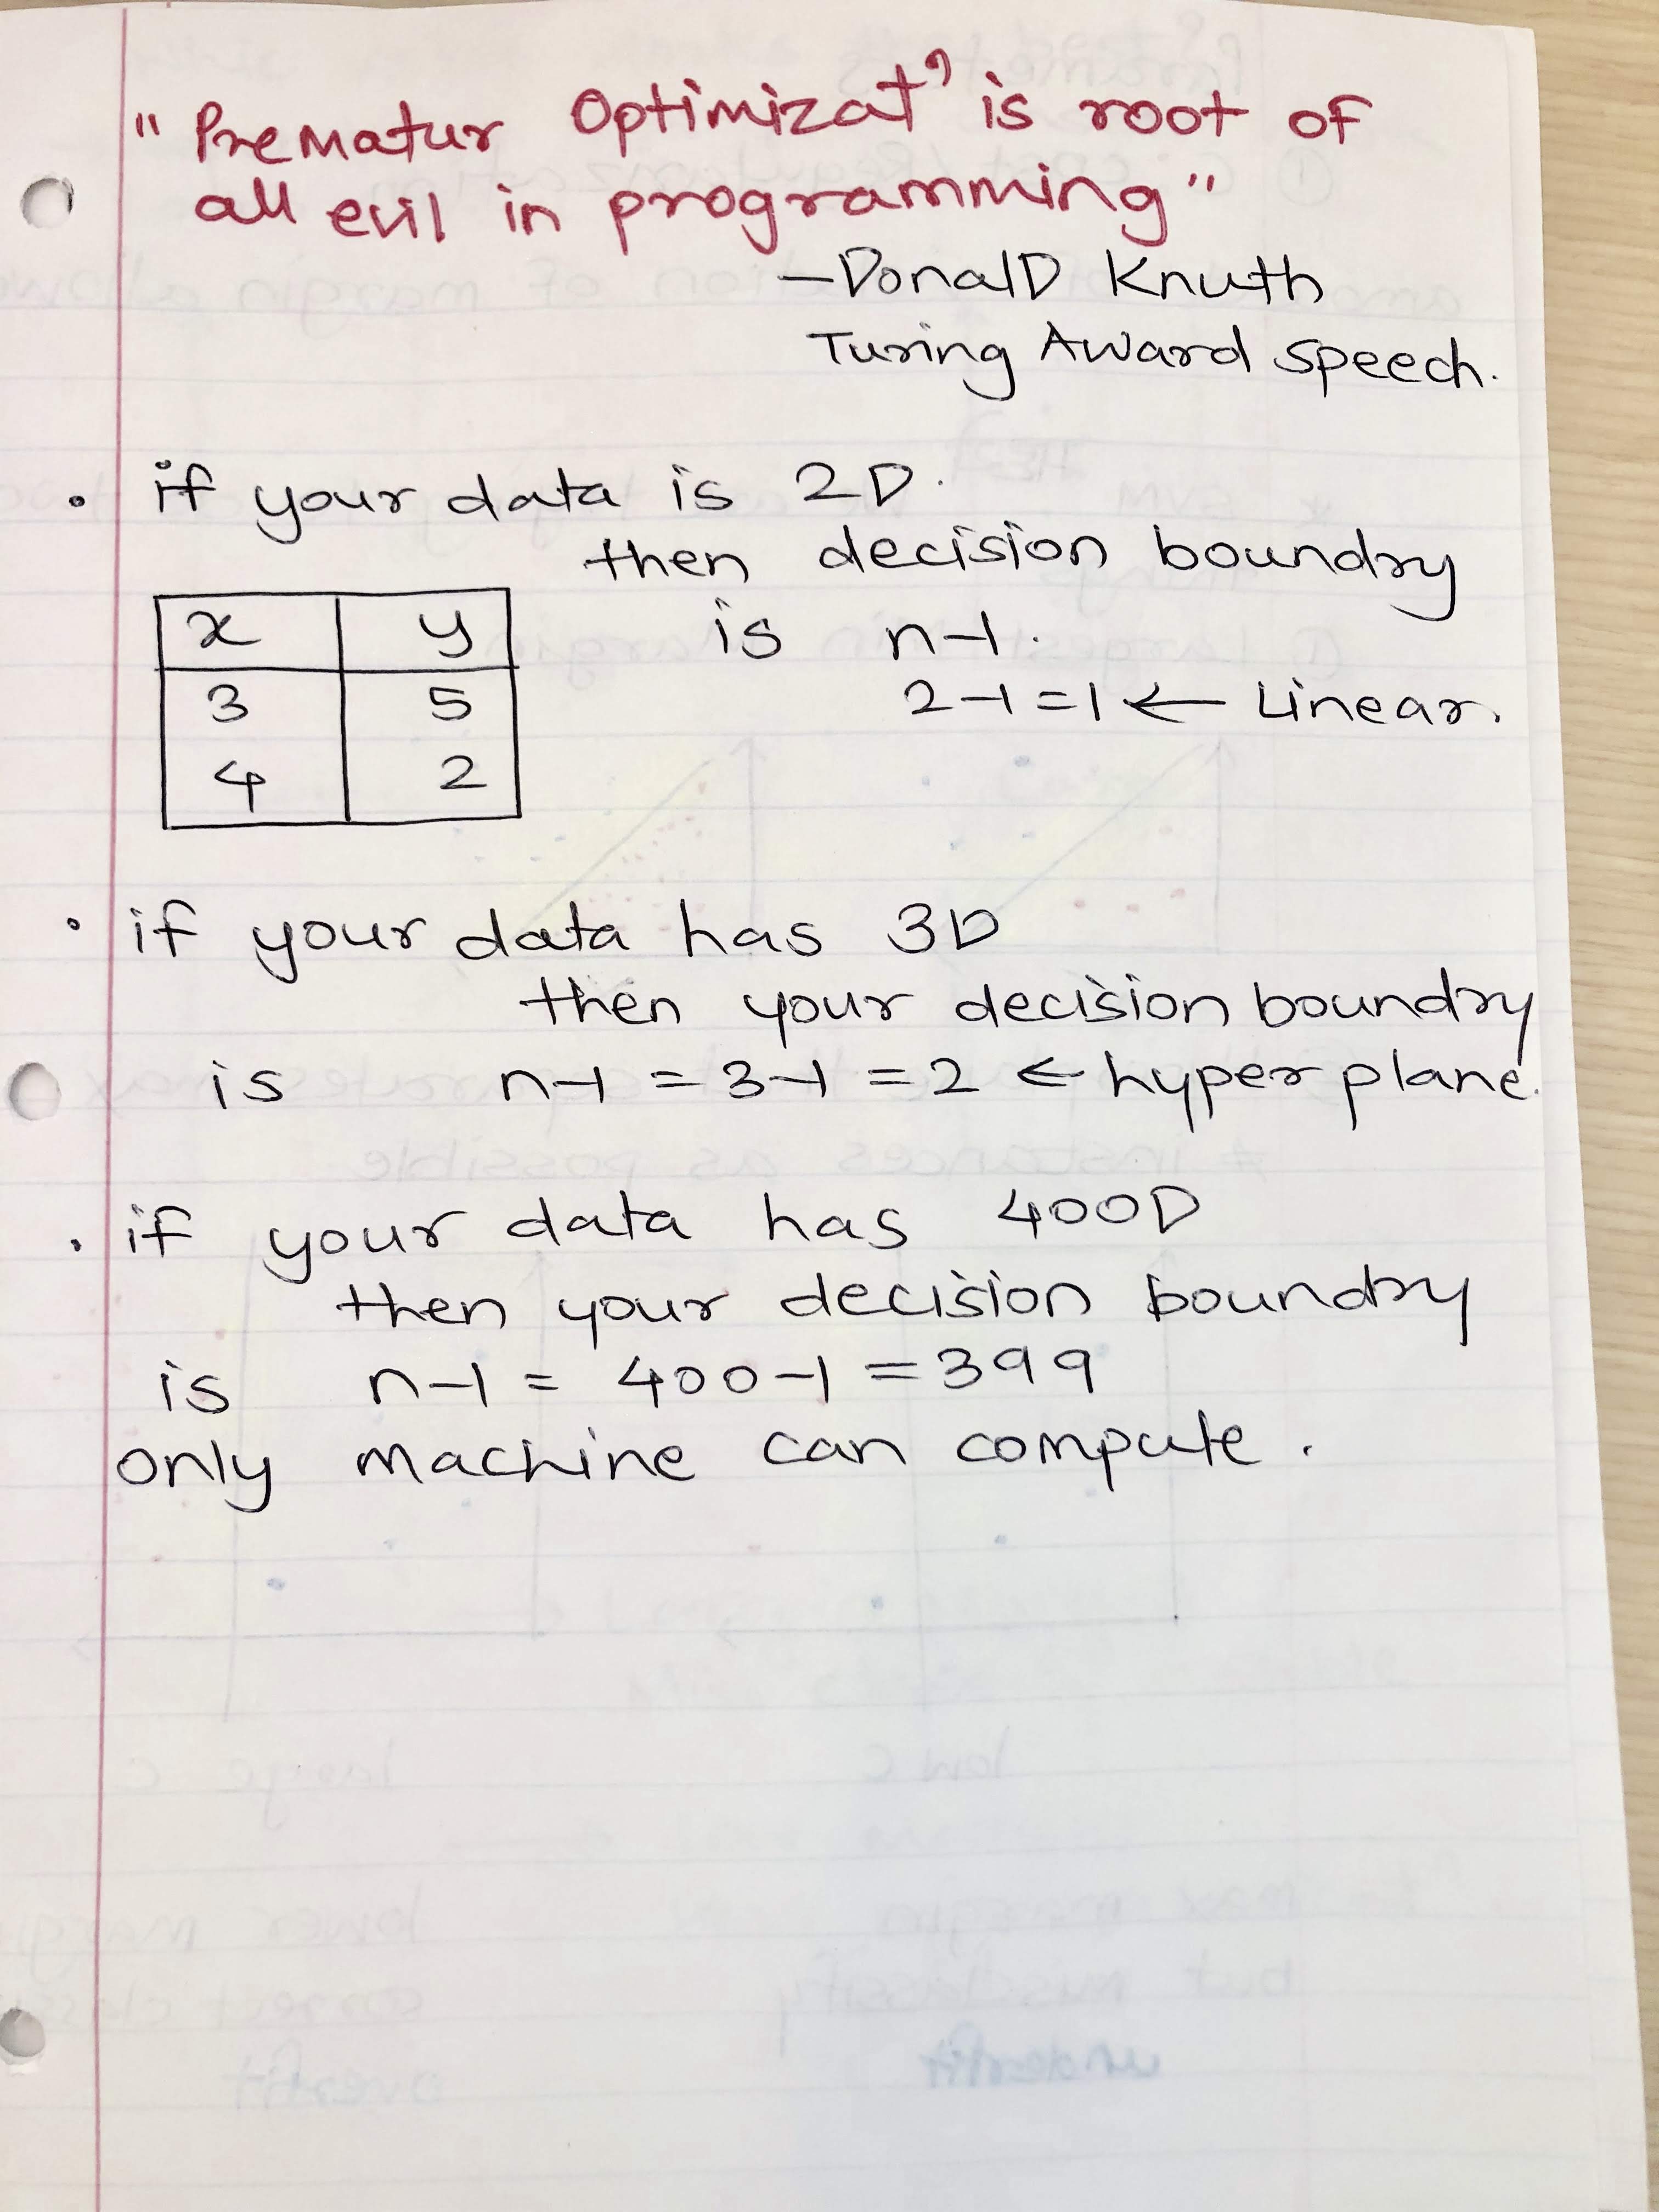 " Prematur Optimizat' is root of
all evil in programming "
- Donald Knuth
Turing Award speech.
• if your data is 2D.
then decision boundry
is n-1.
2-1=1 ← Linear.
x y
3 5
4 2
• if your data has 3D
then your decision boundry
is n-1 = 3-1 = 2 ← hyper plane.
• if your data has 400D
then your decision boundry
is n-1 = 400-1 = 399
only machine can compute.